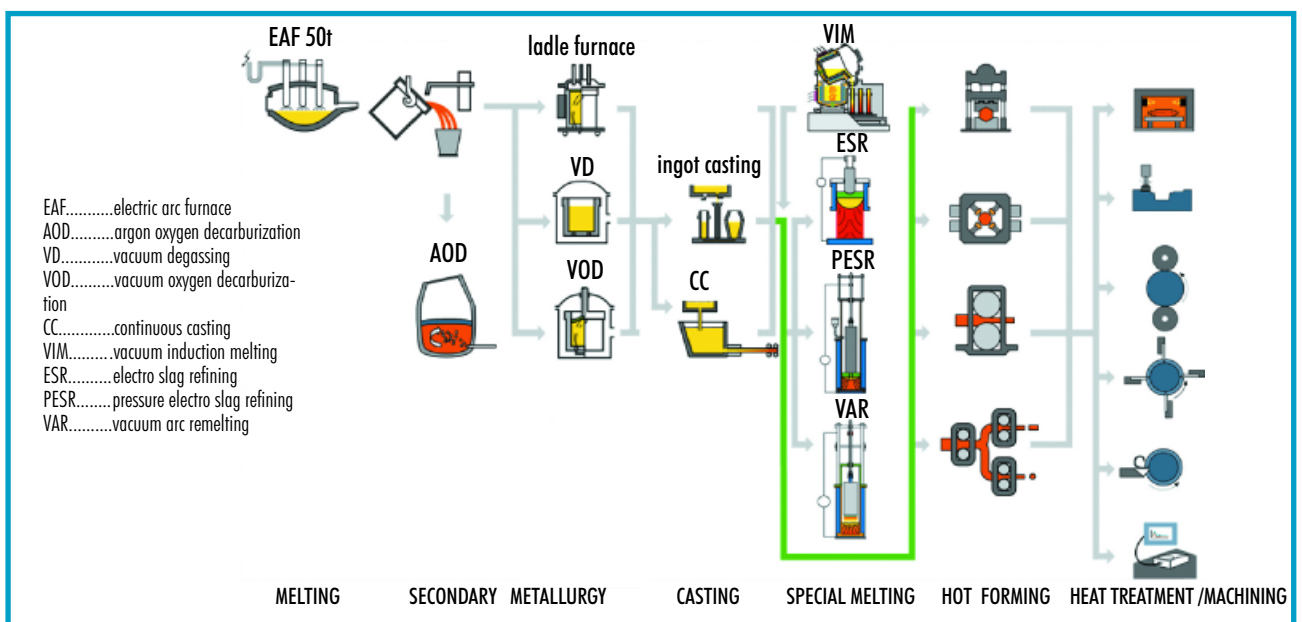 EAF 50t
ladle furnace
VIM
VD
ingot casting
ESR
AOD
VOD
CC
PESR
VAR
EAF...........electric arc furnace
AOD..........argon oxygen decarburization
VD............vacuum degassing
VOD..........vacuum oxygen decarburiza-
tion
CC.............continuous casting
VIM.........vacuum induction melting
ESR..........electro slag refining
PESR........pressure electro slag refining
VAR..........vacuum arc remelting
MELTING SECONDARY METALLURGY CASTING SPECIAL MELTING HOT FORMING HEAT TREATMENT /MACHINING